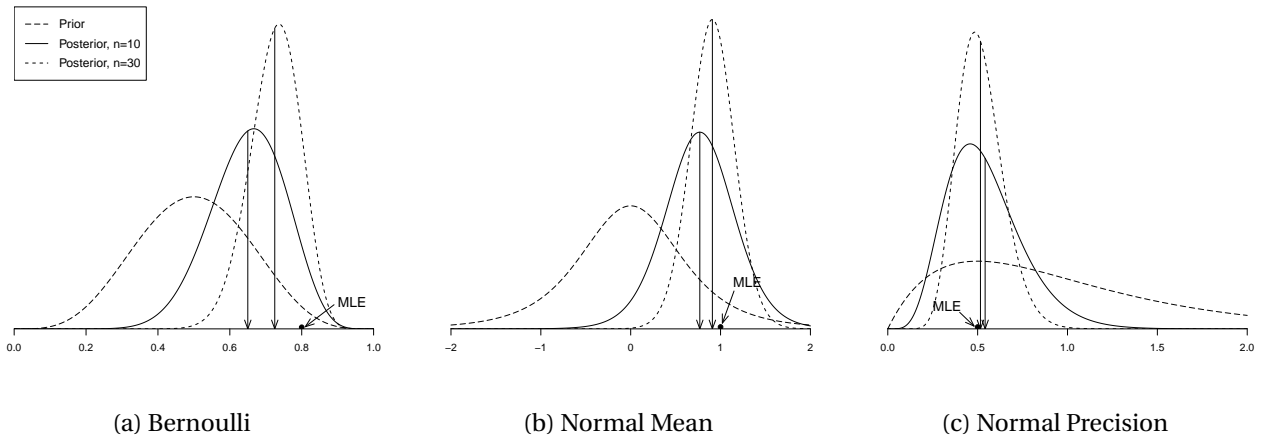 Prior
Posterior, n=10
Posterior, n=30
MLE
0.0 0.2 0.4 0.6 0.8 1.0
(a) Bernoulli
MLE
−2 −1 0 1 2
(b) Normal Mean
MLE
0.0 0.5 1.0 1.5 2.0
(c) Normal Precision